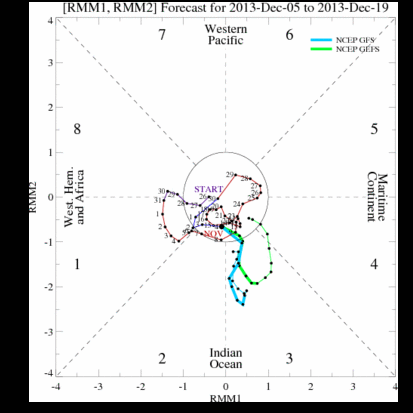 [RMM1, RMM2] Forecast for 2013-Dec-05 to 2013-Dec-19
4
3
2
1
0
-1
-2
-3
-4
RMM2
7
Western
Pacific
6
NCEP GFS
NCEP GEFS
8
5
West. Hem.
and Africa
Maritime
Continent
START
NOV
1
4
2
Indian
Ocean
3
-4
-3
-2
-1
0
1
2
3
4
RMM1